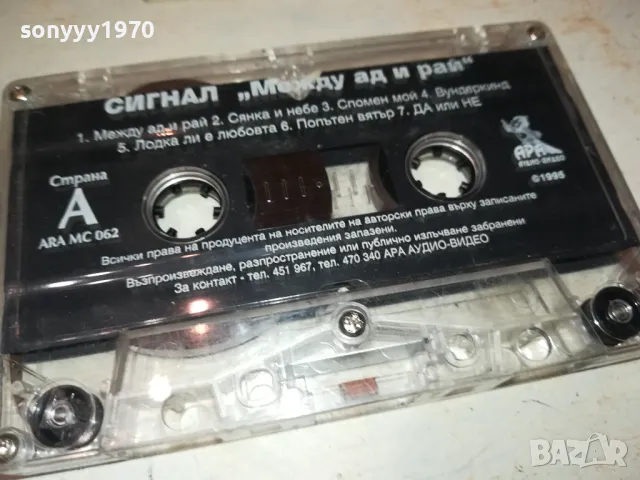 sonyyy1970
СИГНАЛ „Между ад и рай“
1. Между ад и рай 2. Сянка и небе 3. Спомен мой 4. Вундеркинд
5. Лодка ли е любовта 6. Попътен вятър 7. ДА или НЕ
Страна
A
ARA MC 062
АРА
АУДИО-ВИДЕО
©1995
Всички права на продуцента на носителите на авторски права върху записаните
произведения запазени.
Възпроизвеждане, разпространение или публично излъчване забранени
За контакт - тел. 451 967, тел. 470 340 АРА АУДИО-ВИДЕО
BAZAR